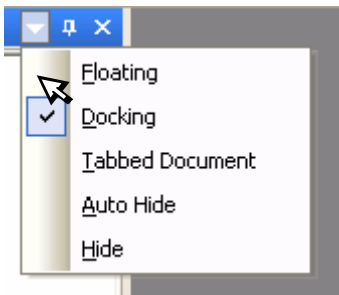 Floating
Docking
Tabbed Document
Auto Hide
Hide